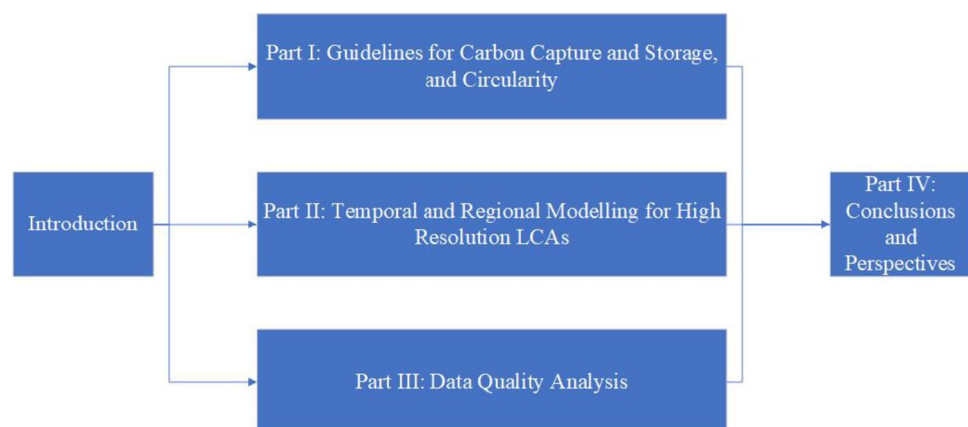 Part I: Guidelines for Carbon Capture and Storage,
and Circularity
Introduction
Part II: Temporal and Regional Modelling for High
Resolution LCAs
Part IV:
Conclusions
and
Perspectives
Part III: Data Quality Analysis